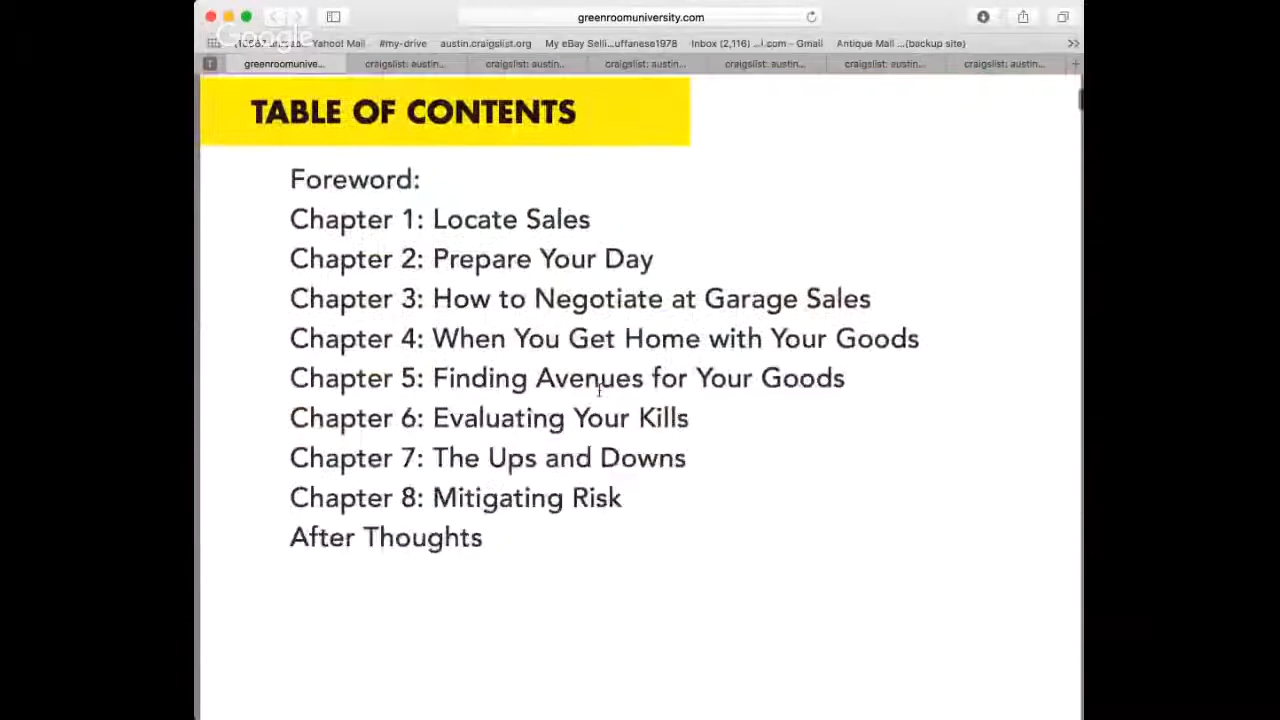 greenroomuniversity.com
Google
Yahoo! Mail #my-drive austin.craigslist.org My eBay Selli...uffanese1978 Inbox (2,116) ...l.com – Gmail Antique Mall ...(backup site)
T greenroomunive... craigslist: austin... craigslist: austin... craigslist: austin... craigslist: austin... craigslist: austin... craigslist: austin...
TABLE OF CONTENTS
Foreword:
Chapter 1: Locate Sales
Chapter 2: Prepare Your Day
Chapter 3: How to Negotiate at Garage Sales
Chapter 4: When You Get Home with Your Goods
Chapter 5: Finding Avenues for Your Goods
Chapter 6: Evaluating Your Kills
Chapter 7: The Ups and Downs
Chapter 8: Mitigating Risk
After Thoughts